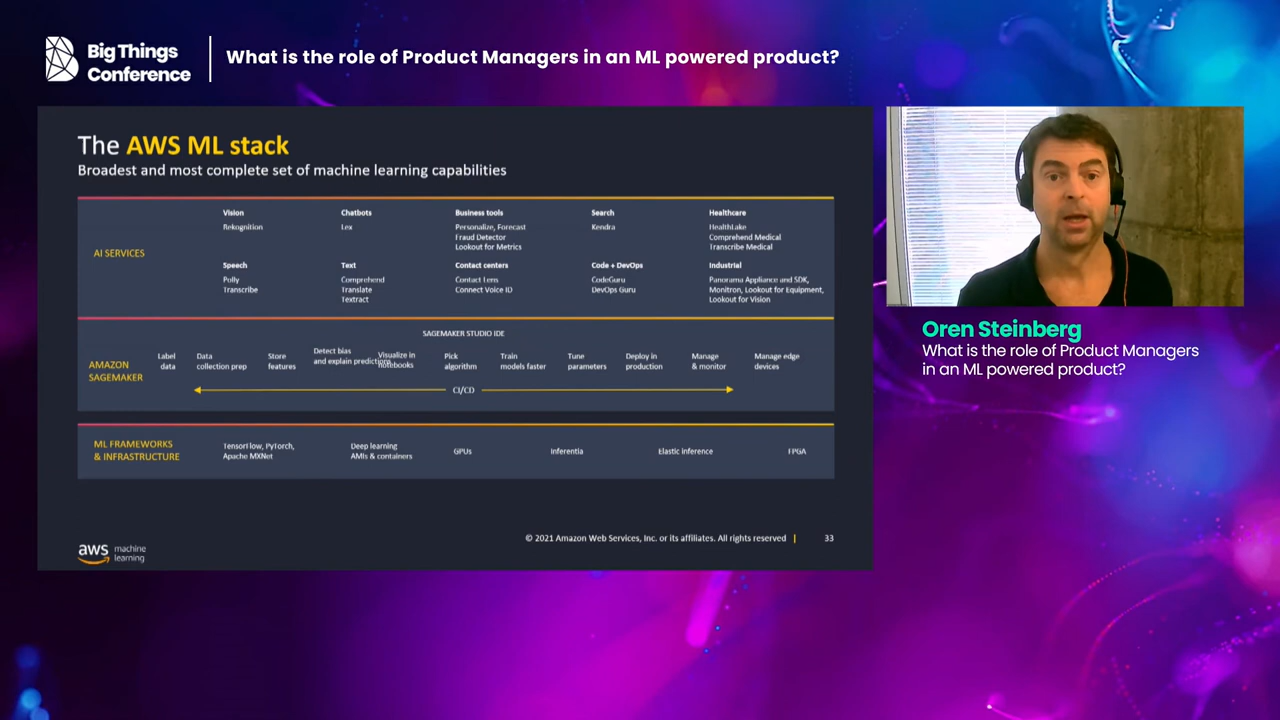 Big Things
Conference
What is the role of Product Managers in an ML powered product?
The AWS ML stack
Broadest and most complete set of machine learning capabilities
AI SERVICES
Vision
Rekognition
Chatbots
Lex
Business tools
Personalize, Forecast
Fraud Detector
Lookout for Metrics
Search
Kendra
Healthcare
HealthLake
Comprehend Medical
Transcribe Medical
Speech
Polly
Transcribe
Text
Comprehend
Translate
Textract
Contact centers
Contact Lens
Connect Voice ID
Code + DevOps
CodeGuru
DevOps Guru
Industrial
Panorama Appliance and SDK,
Monitron, Lookout for Equipment,
Lookout for Vision
AMAZON
SAGEMAKER
SAGEMAKER STUDIO IDE
Label
data
Data
collection prep
Store
features
Detect bias
and explain predictions
Visualize in
notebooks
Pick
algorithm
Train
models faster
Tune
parameters
Deploy in
production
Manage
& monitor
Manage edge
devices
CI/CD
ML FRAMEWORKS
& INFRASTRUCTURE
TensorFlow, PyTorch,
Apache MXNet
Deep learning
AMIs & containers
GPUs
Inferentia
Elastic inference
FPGA
aws machine
learning
© 2021 Amazon Web Services, Inc. or its affiliates. All rights reserved | 33
Oren Steinberg
What is the role of Product Managers
in an ML powered product?